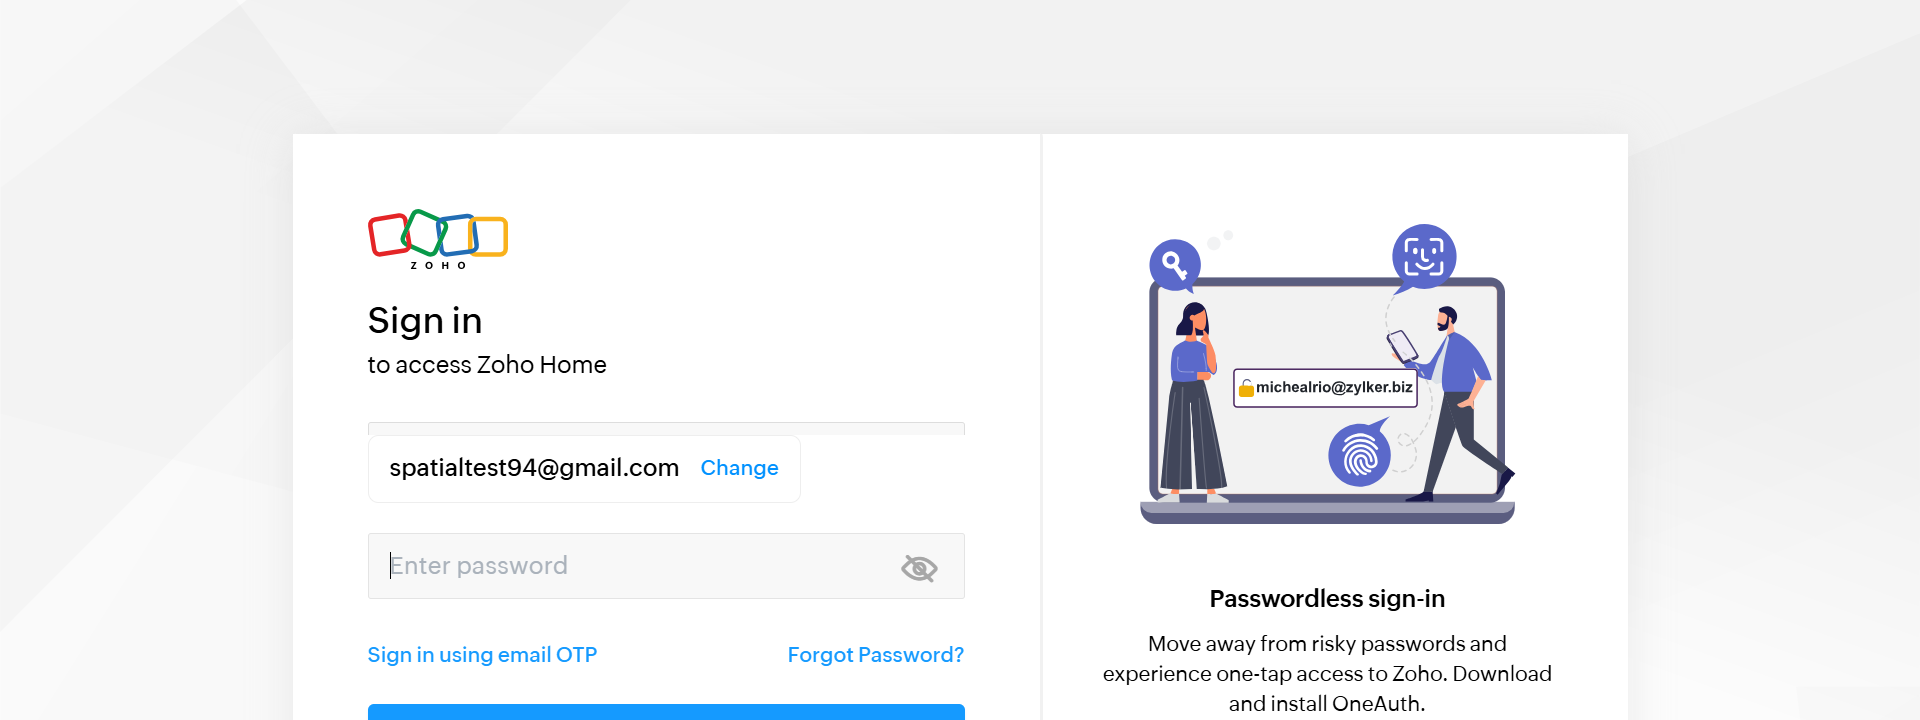 ZOHO
Sign in
to access Zoho Home
spatialtest94@gmail.com Change
Enter password
Sign in using email OTP Forgot Password?
michealrio@zylker.biz
Passwordless sign-in
Move away from risky passwords and
experience one-tap access to Zoho. Download
and install OneAuth.